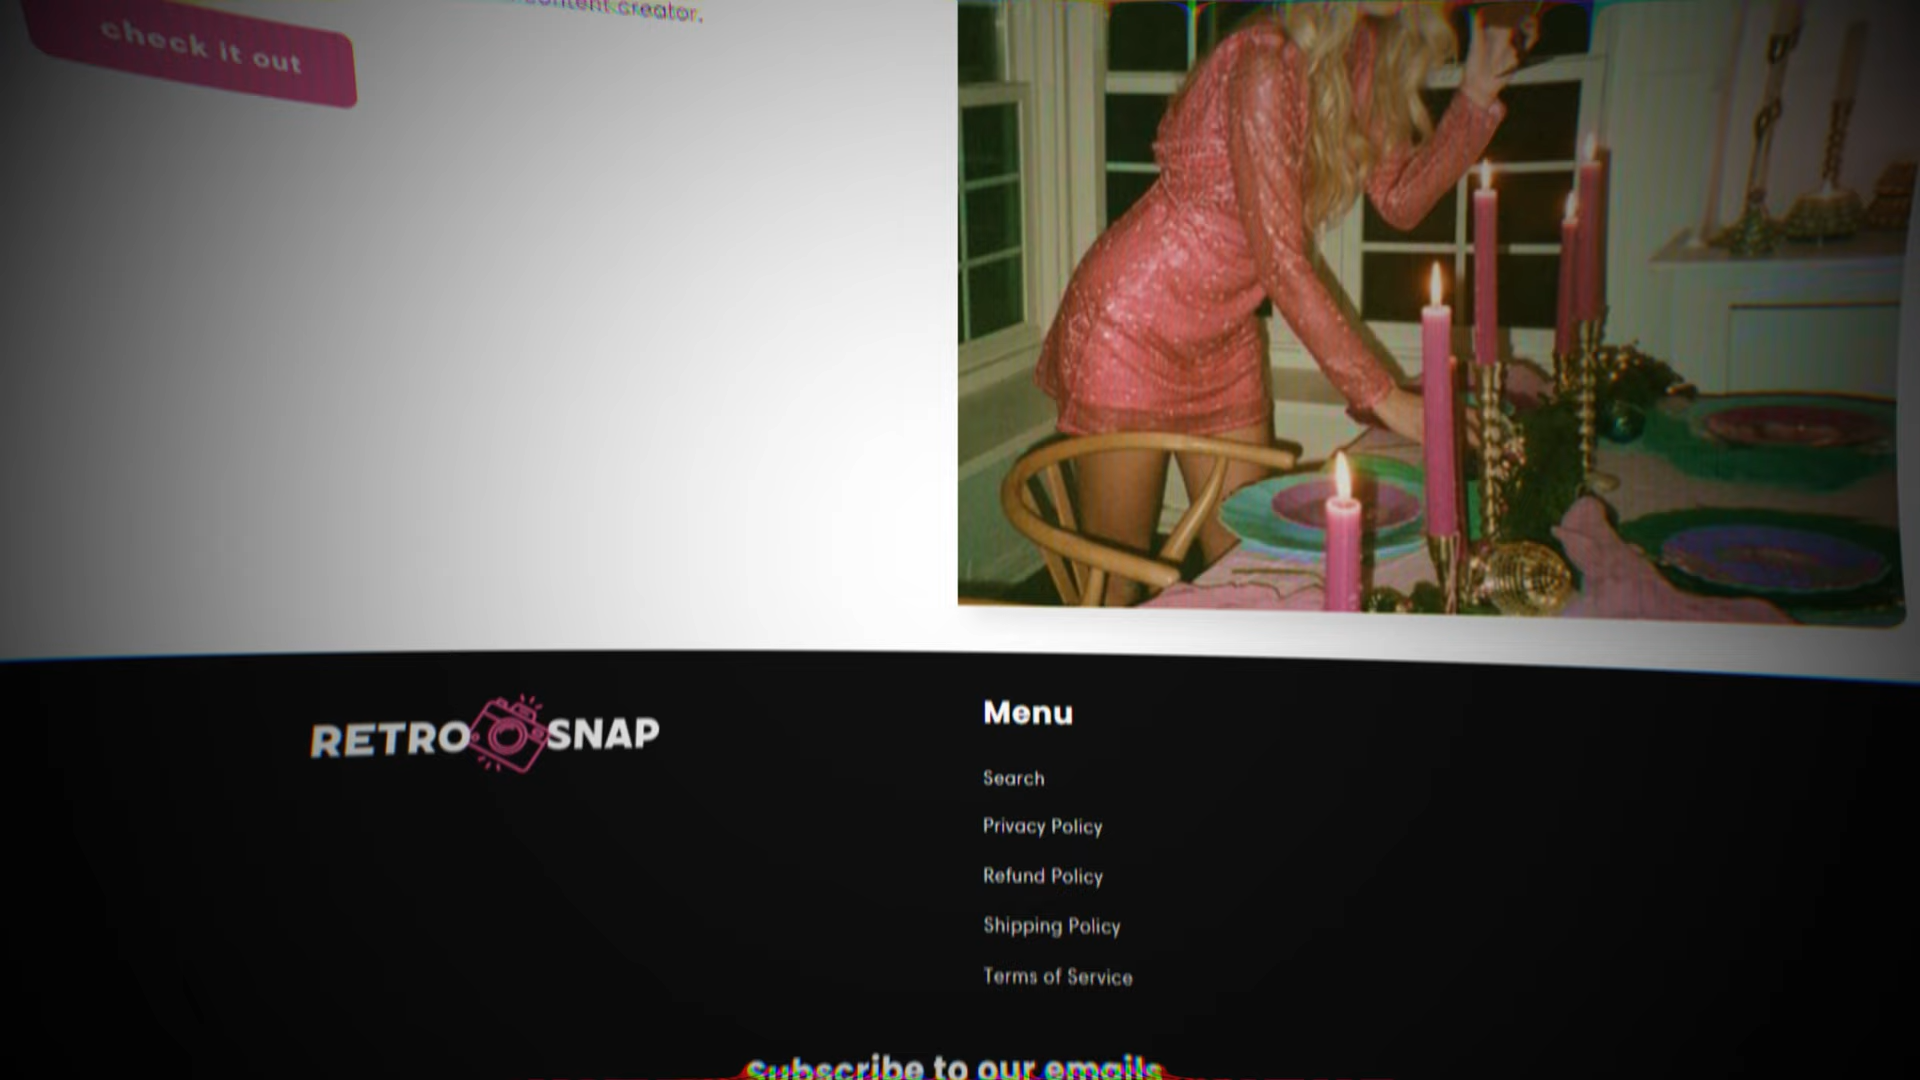 content creator.
check it out
RETRO SNAP
Menu
Search
Privacy Policy
Refund Policy
Shipping Policy
Terms of Service
Subscribe to our emails